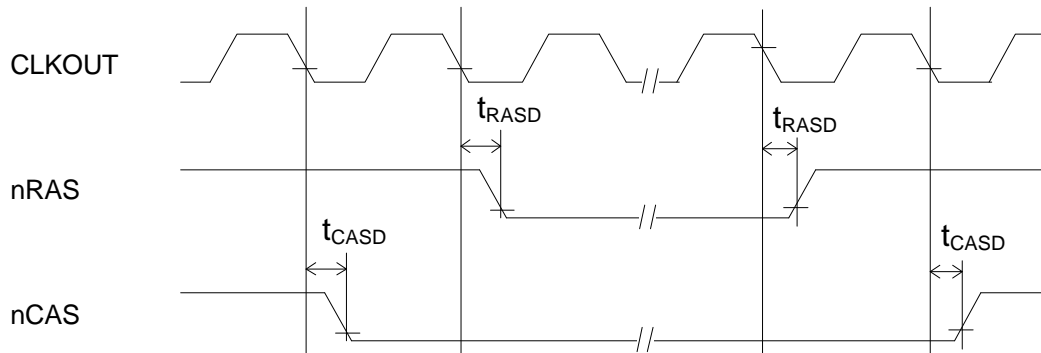 CLKOUT
tRASD
tRASD
nRAS
tCASD
tCASD
nCAS